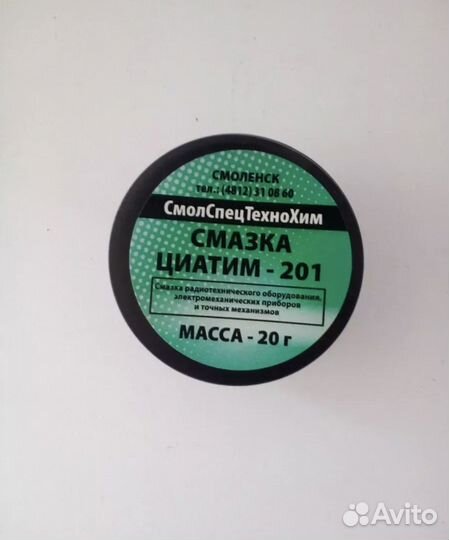 СМОЛЕНСК
тел.: (4812) 31 08 60
СмолСпецТехноХим
СМАЗКА
ЦИАТИМ - 201
Смазка радиотехнического оборудования,
электромеханических приборов
и точных механизмов
МАССА - 20 г
Avito